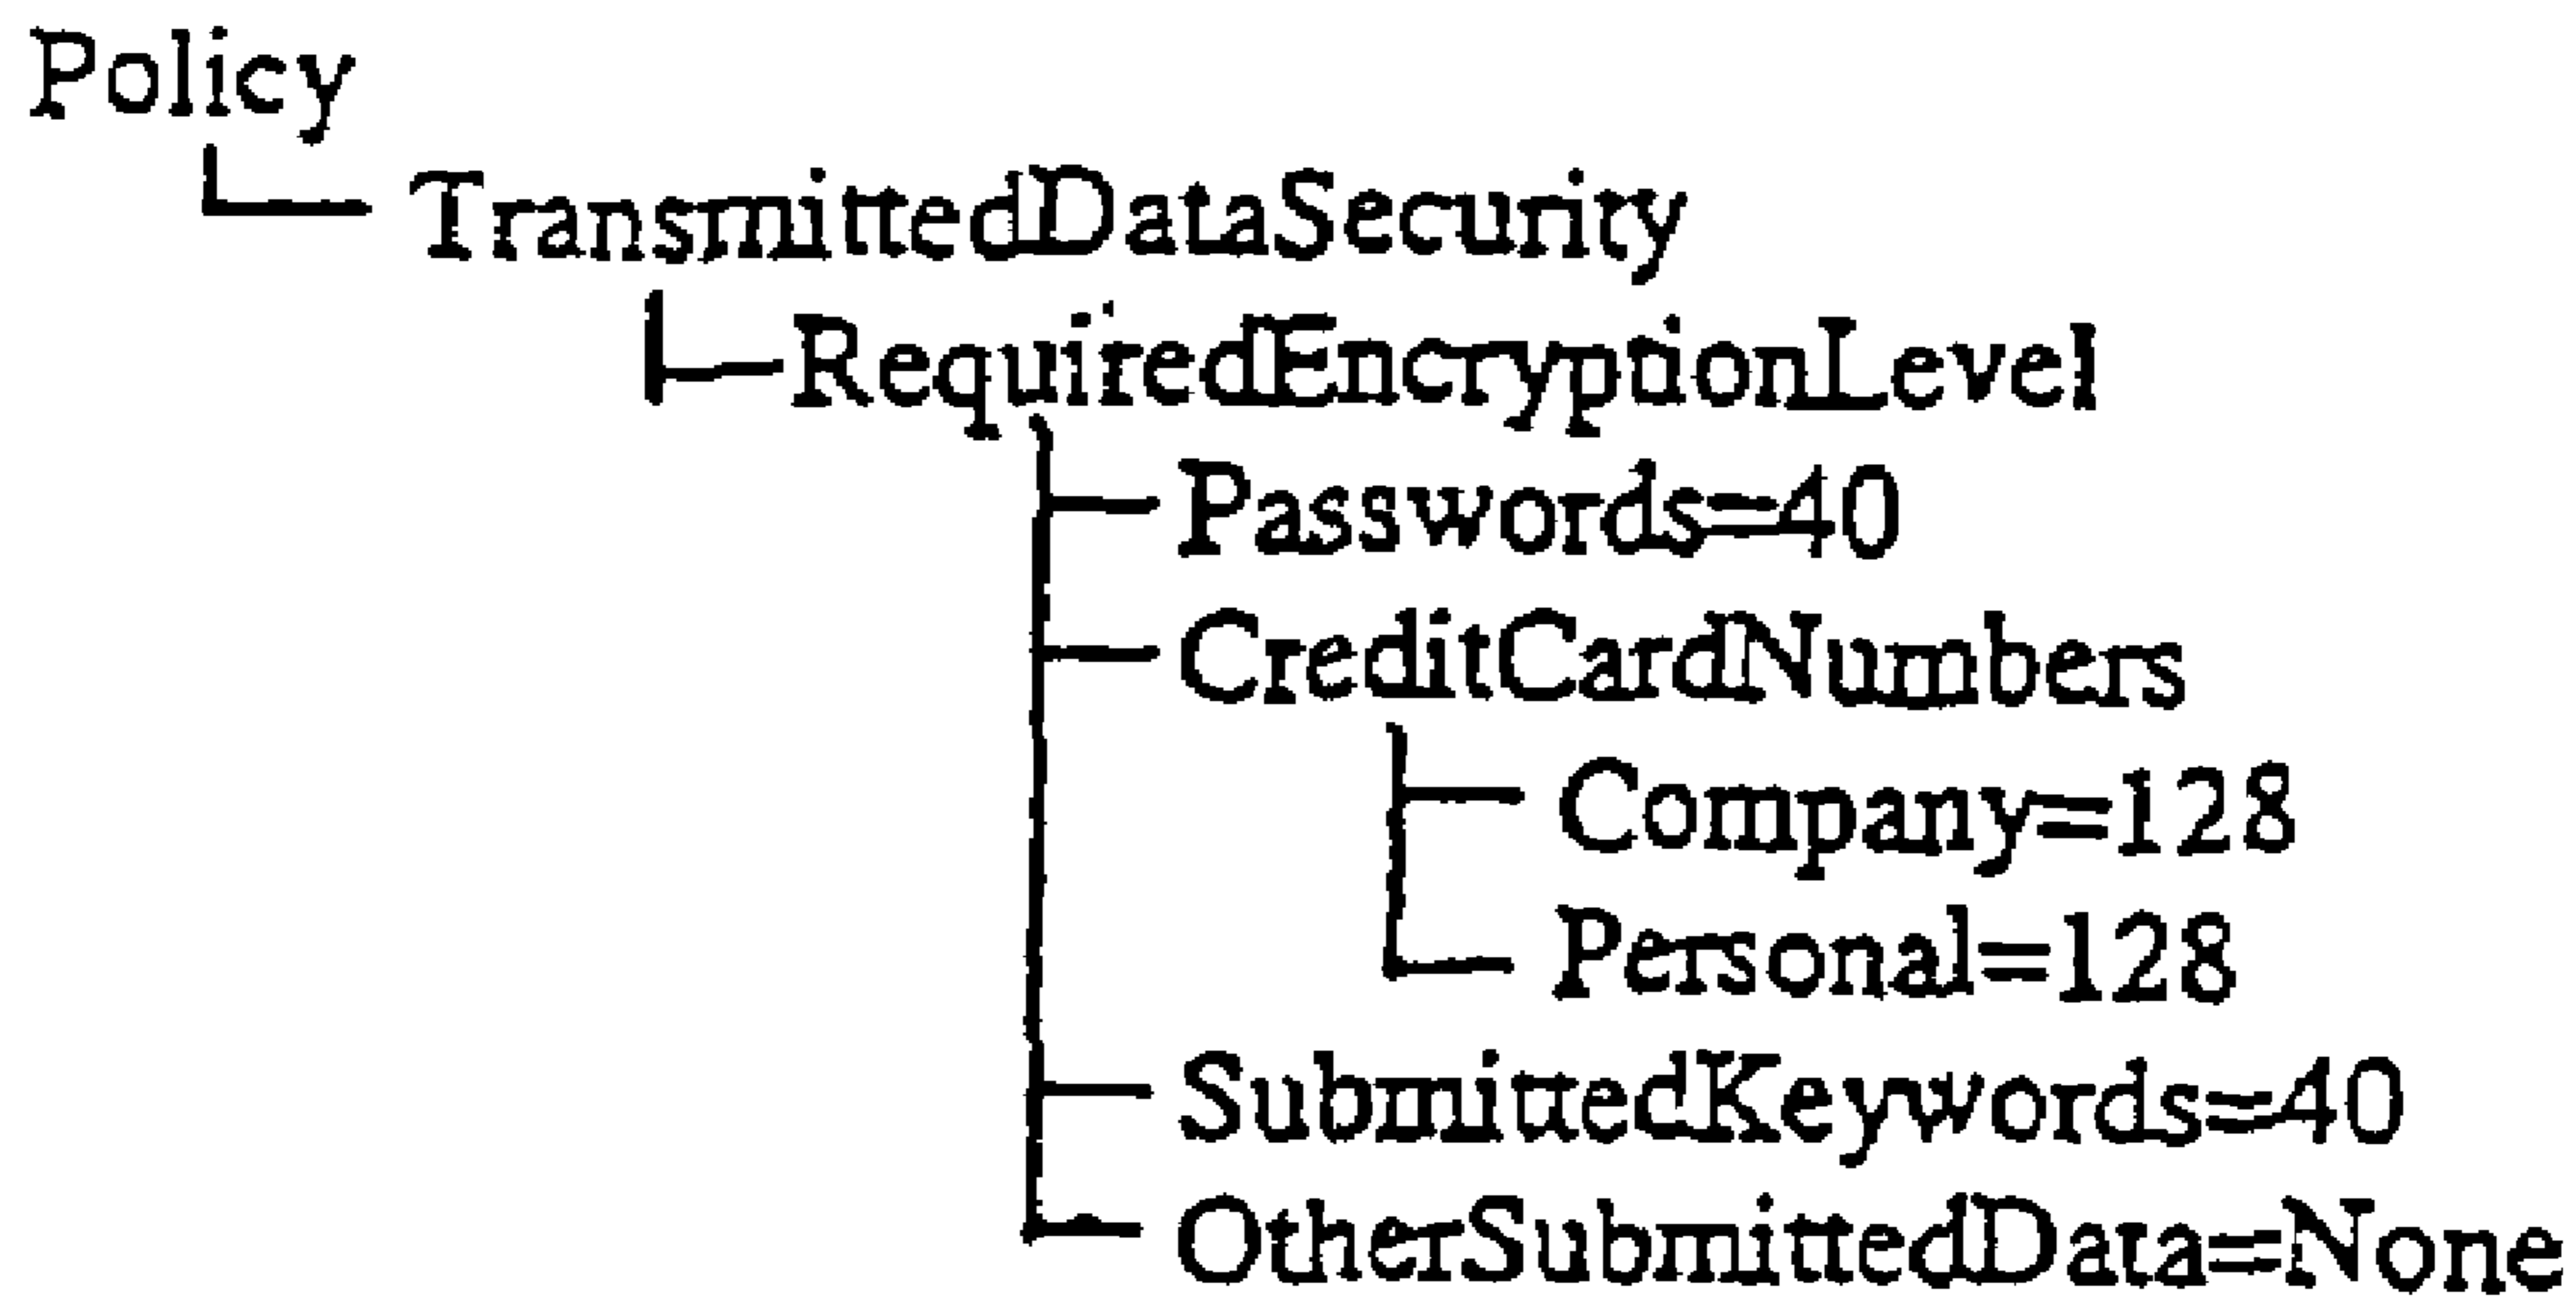 Policy
TransmittedDataSecurity
RequiredEncryptionLevel
Passwords=40
CreditCardNumbers
Company=128
Personal=128
SubmittedKeywords=40
OtherSubmittedData=None